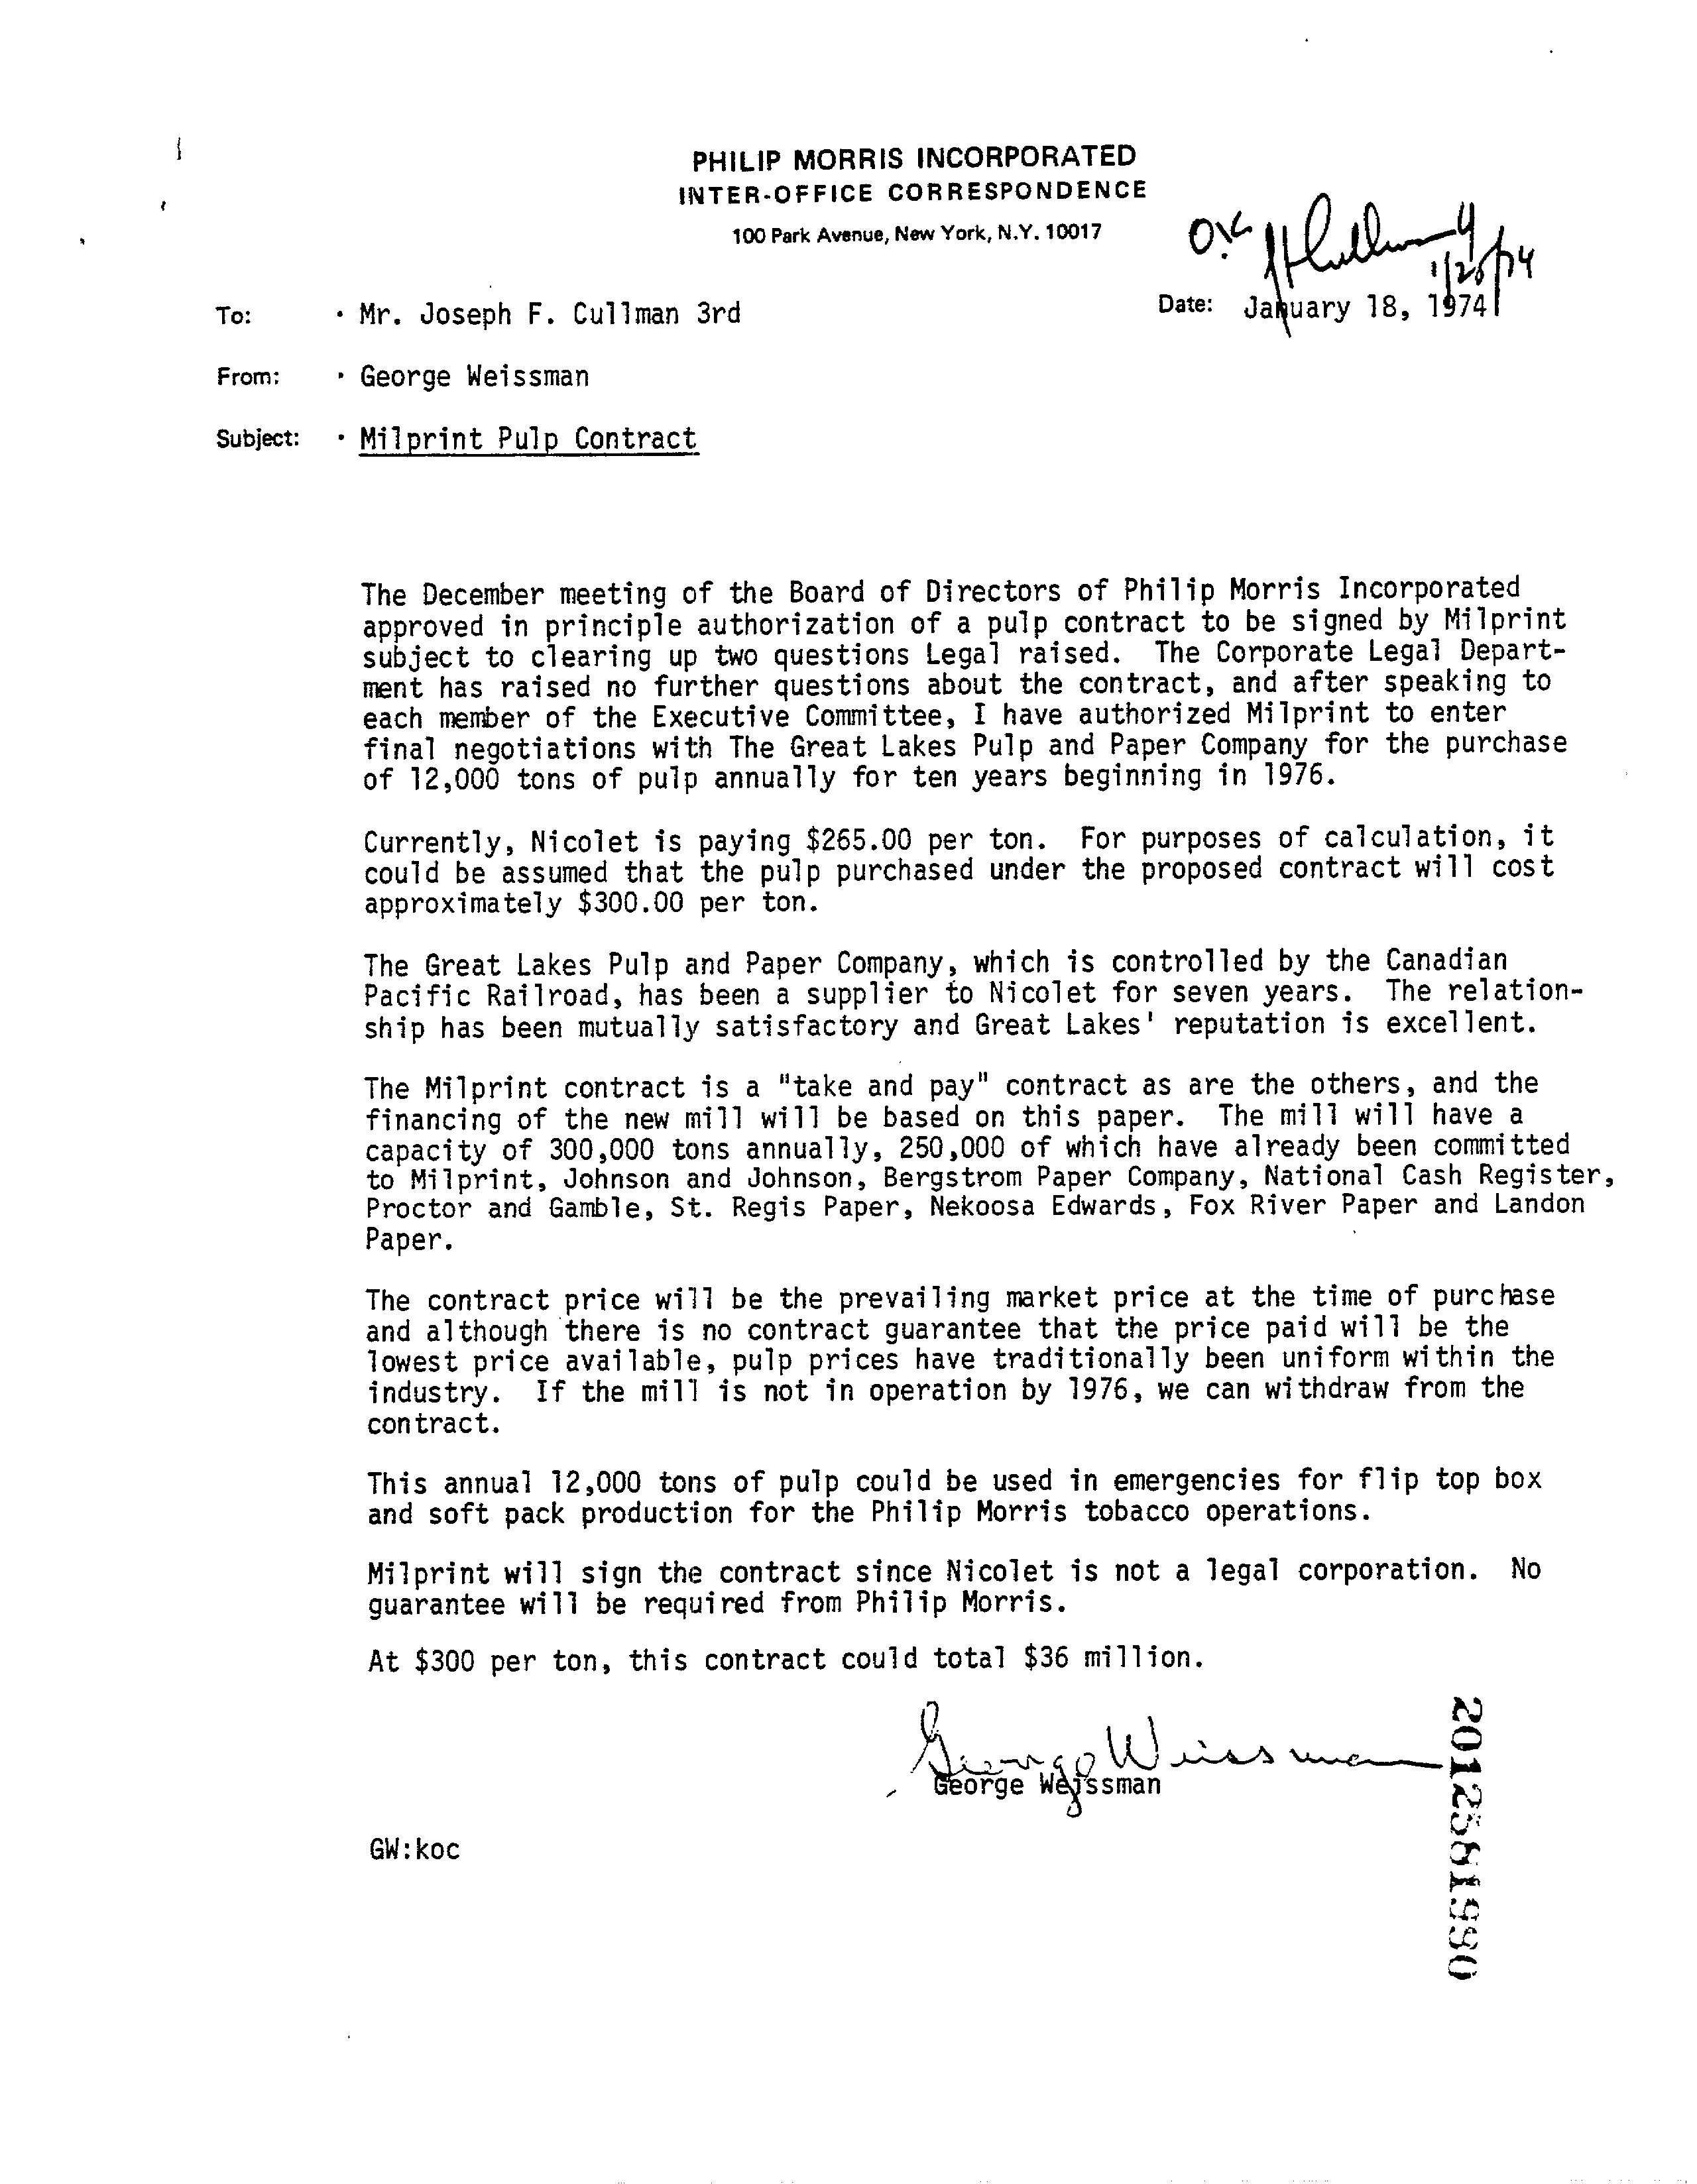 PHILIP MORRIS INCORPORATED
INTER-OFFICE CORRESPONDENCE
100 Park Avenue, New York, N.Y. 10017
O.K.
1/28/74
To: · Mr. Joseph F. Cullman 3rd Date: January 18, 1974
From: · George Weissman
Subject: · Milprint Pulp Contract
The December meeting of the Board of Directors of Philip Morris Incorporated
approved in principle authorization of a pulp contract to be signed by Milprint
subject to clearing up two questions Legal raised. The Corporate Legal Depart-
ment has raised no further questions about the contract, and after speaking to
each member of the Executive Committee, I have authorized Milprint to enter
final negotiations with The Great Lakes Pulp and Paper Company for the purchase
of 12,000 tons of pulp annually for ten years beginning in 1976.
Currently, Nicolet is paying $265.00 per ton. For purposes of calculation, it
could be assumed that the pulp purchased under the proposed contract will cost
approximately $300.00 per ton.
The Great Lakes Pulp and Paper Company, which is controlled by the Canadian
Pacific Railroad, has been a supplier to Nicolet for seven years. The relation-
ship has been mutually satisfactory and Great Lakes' reputation is excellent.
The Milprint contract is a "take and pay" contract as are the others, and the
financing of the new mill will be based on this paper. The mill will have a
capacity of 300,000 tons annually, 250,000 of which have already been committed
to Milprint, Johnson and Johnson, Bergstrom Paper Company, National Cash Register,
Proctor and Gamble, St. Regis Paper, Nekoosa Edwards, Fox River Paper and Landon
Paper.
The contract price will be the prevailing market price at the time of purchase
and although there is no contract guarantee that the price paid will be the
lowest price available, pulp prices have traditionally been uniform within the
industry. If the mill is not in operation by 1976, we can withdraw from the
contract.
This annual 12,000 tons of pulp could be used in emergencies for flip top box
and soft pack production for the Philip Morris tobacco operations.
Milprint will sign the contract since Nicolet is not a legal corporation. No
guarantee will be required from Philip Morris.
At $300 per ton, this contract could total $36 million.
George Weissman
George Weissman
GW:koc